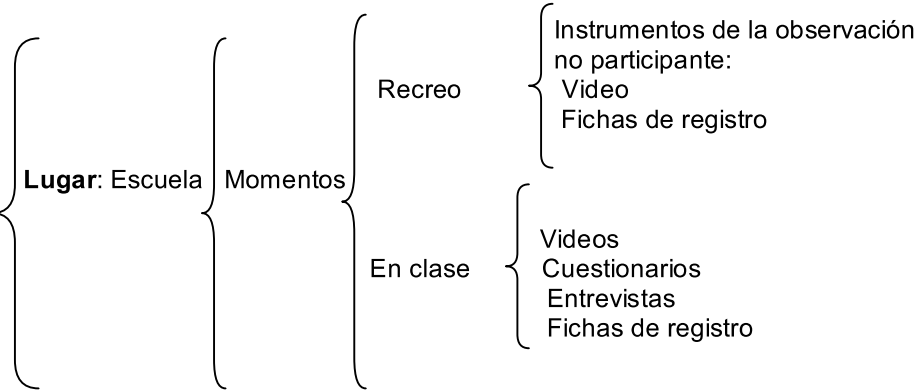 Lugar: Escuela
Momentos
Recreo
Instrumentos de la observación
no participante:
Video
Fichas de registro
En clase
Videos
Cuestionarios
Entrevistas
Fichas de registro